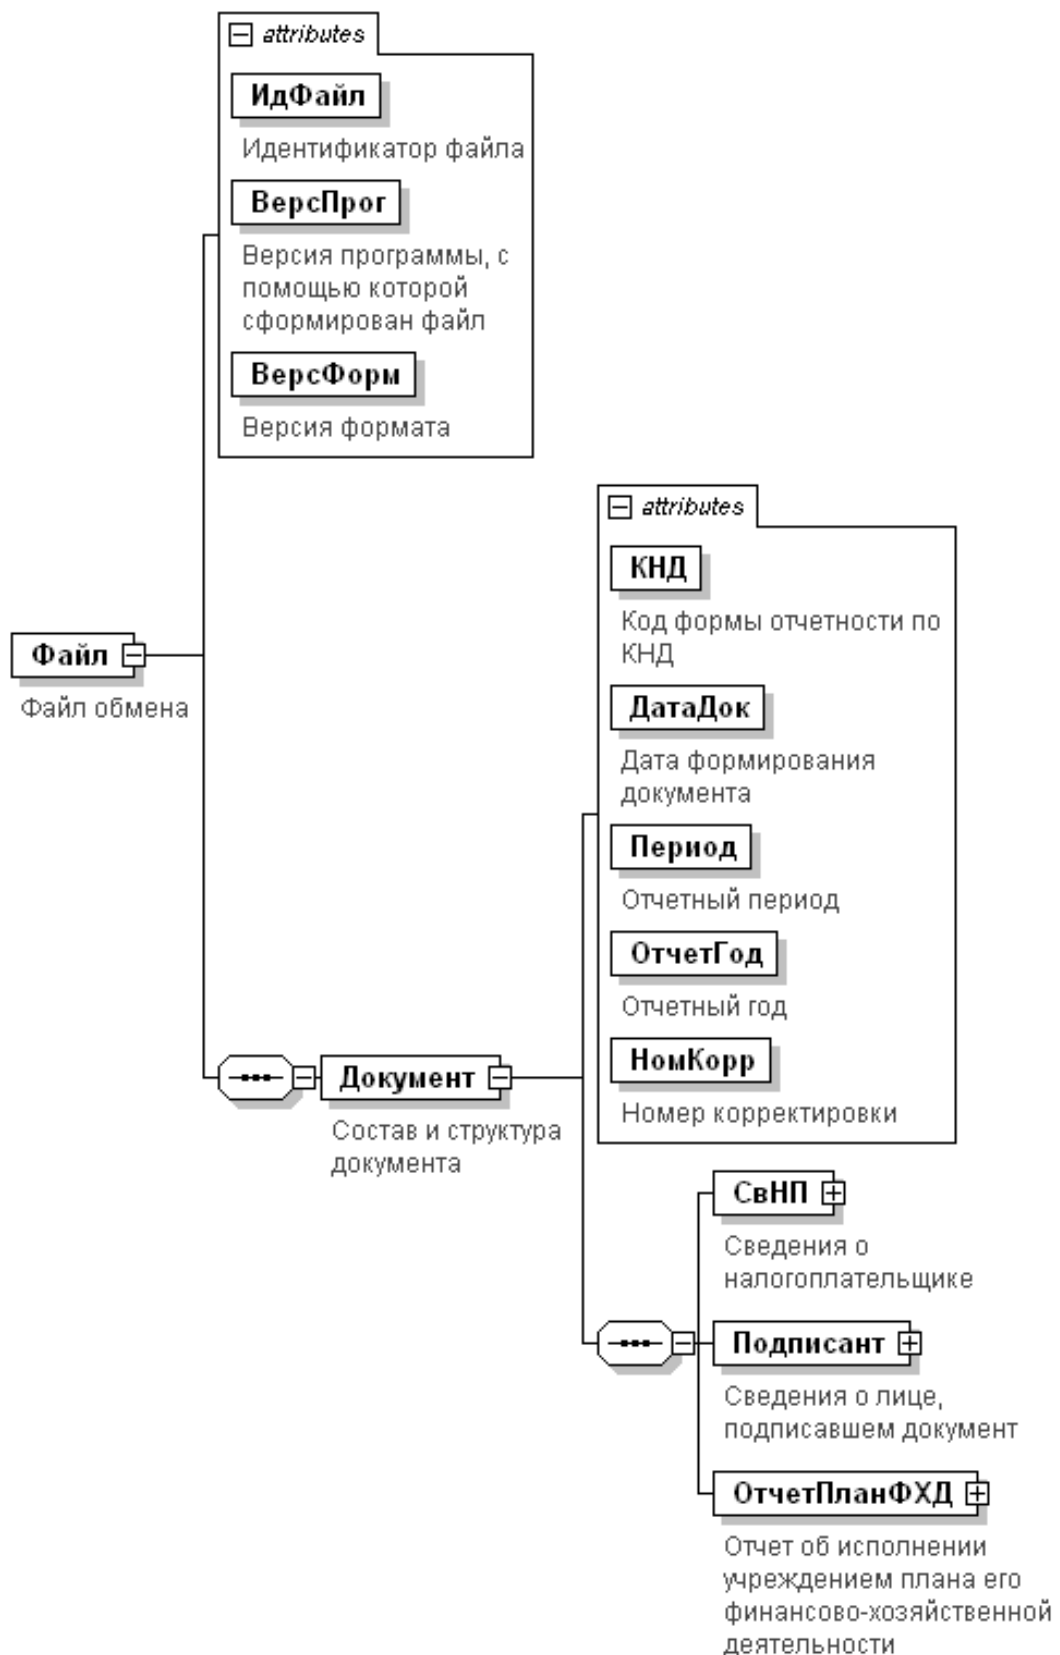 attributes
ИдФайл
Идентификатор файла
ВерсПрог
Версия программы, с
помощью которой
сформирован файл
ВерсФорм
Версия формата
Файл
Файл обмена
attributes
КНД
Код формы отчетности по
КНД
ДатаДок
Дата формирования
документа
Период
Отчетный период
ОтчетГод
Отчетный год
НомКорр
Номер корректировки
Документ
Состав и структура
документа
СвНП
Сведения о
налогоплательщике
Подписант
Сведения о лице,
подписавшем документ
ОтчетПланФХД
Отчет об исполнении
учреждением плана его
финансово-хозяйственной
деятельности